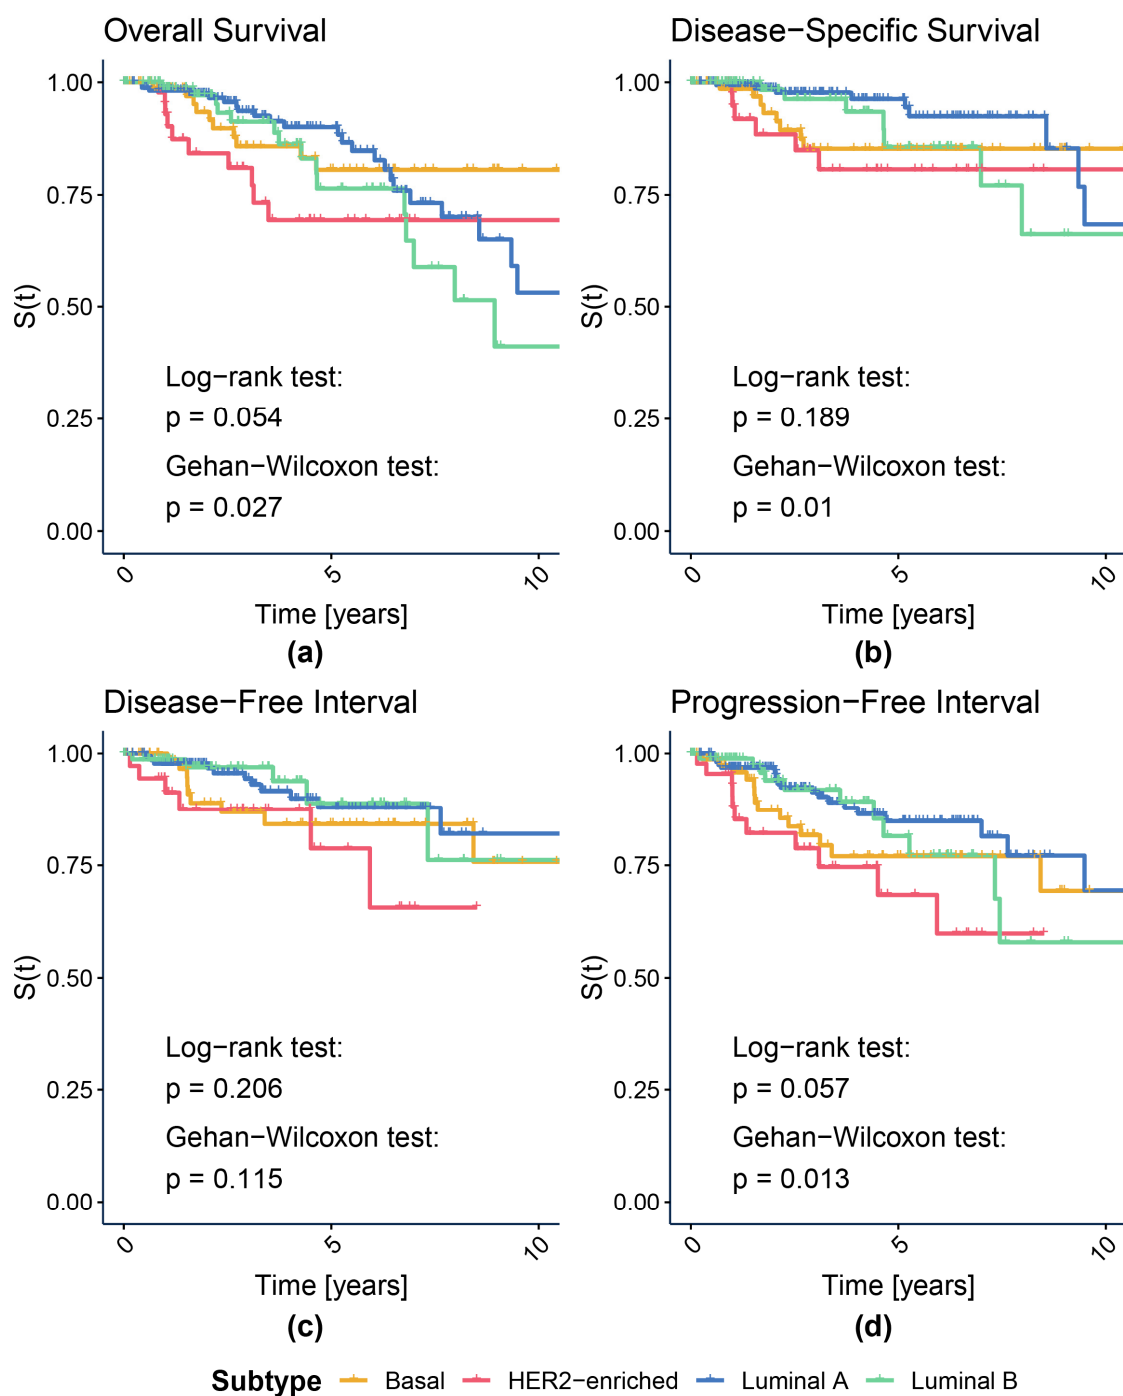 Overall Survival
S(t)
1.00
0.75
0.50
0.25
0.00
Log−rank test:
p = 0.054
Gehan−Wilcoxon test:
p = 0.027
0 5 10
Time [years]
(a)
Disease−Specific Survival
S(t)
1.00
0.75
0.50
0.25
0.00
Log−rank test:
p = 0.189
Gehan−Wilcoxon test:
p = 0.01
0 5 10
Time [years]
(b)
Disease−Free Interval
S(t)
1.00
0.75
0.50
0.25
0.00
Log−rank test:
p = 0.206
Gehan−Wilcoxon test:
p = 0.115
0 5 10
Time [years]
(c)
Progression−Free Interval
S(t)
1.00
0.75
0.50
0.25
0.00
Log−rank test:
p = 0.057
Gehan−Wilcoxon test:
p = 0.013
0 5 10
Time [years]
(d)
Subtype Basal HER2−enriched Luminal A Luminal B